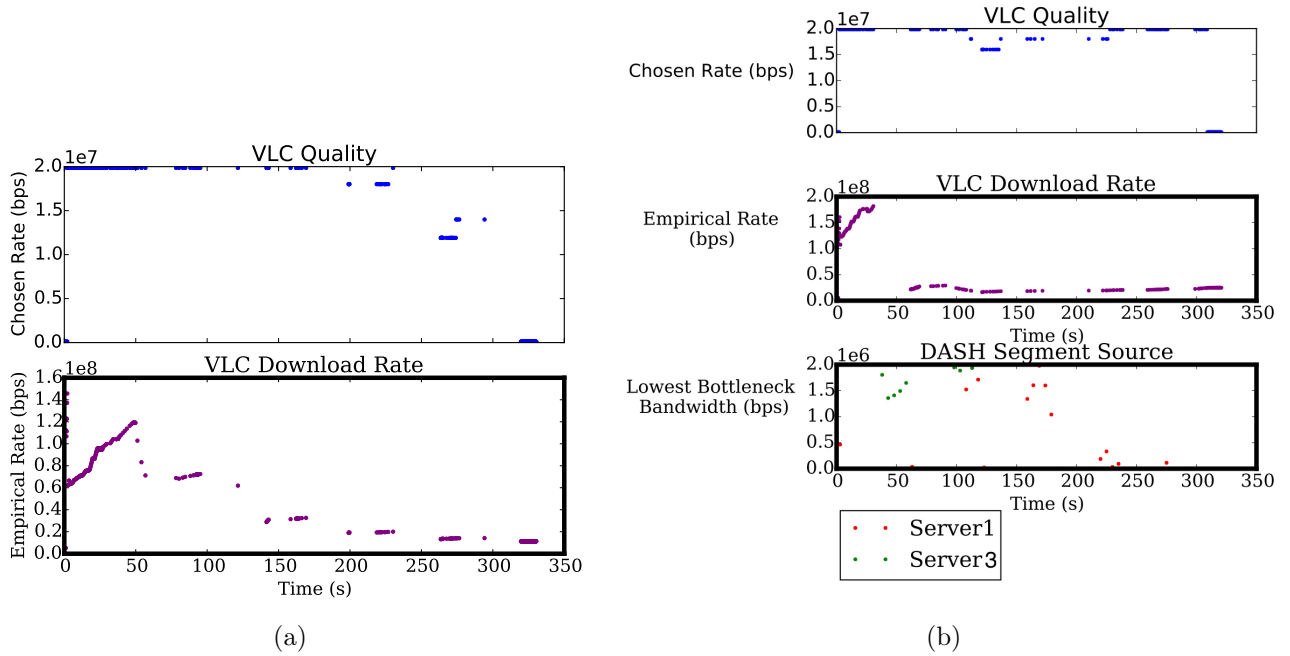 VLC Quality
1e7
Chosen Rate (bps)
2.0
1.5
1.0
0.5
0.0
VLC Download Rate
1e8
Empirical Rate (bps)
1.6
1.4
1.2
1.0
0.8
0.6
0.4
0.2
0.0
0 50 100 150 200 250 300 350
Time (s)
(a)
VLC Quality
1e7
Chosen Rate (bps)
2.0
1.5
1.0
0.5
0.0
VLC Download Rate
1e8
Empirical Rate
(bps)
2.0
1.5
1.0
0.5
0.0
0 50 100 150 200 250 300 350
Time (s)
DASH Segment Source
1e6
Lowest Bottleneck
Bandwidth (bps)
2.0
1.5
1.0
0.5
0.0
0 50 100 150 200 250 300 350
Time (s)
Server1
Server3
(b)